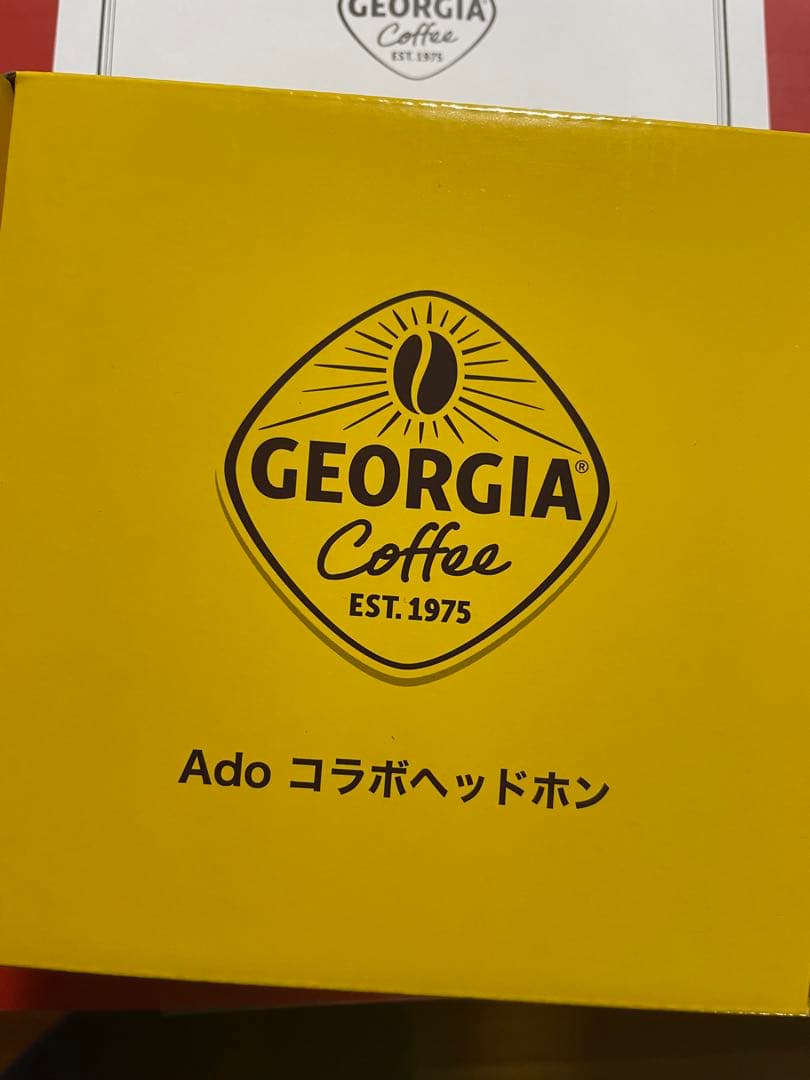 GEORGIA
Coffee
EST.1975
GEORGIA®
Coffee
EST. 1975
Ado コラボヘッドホン